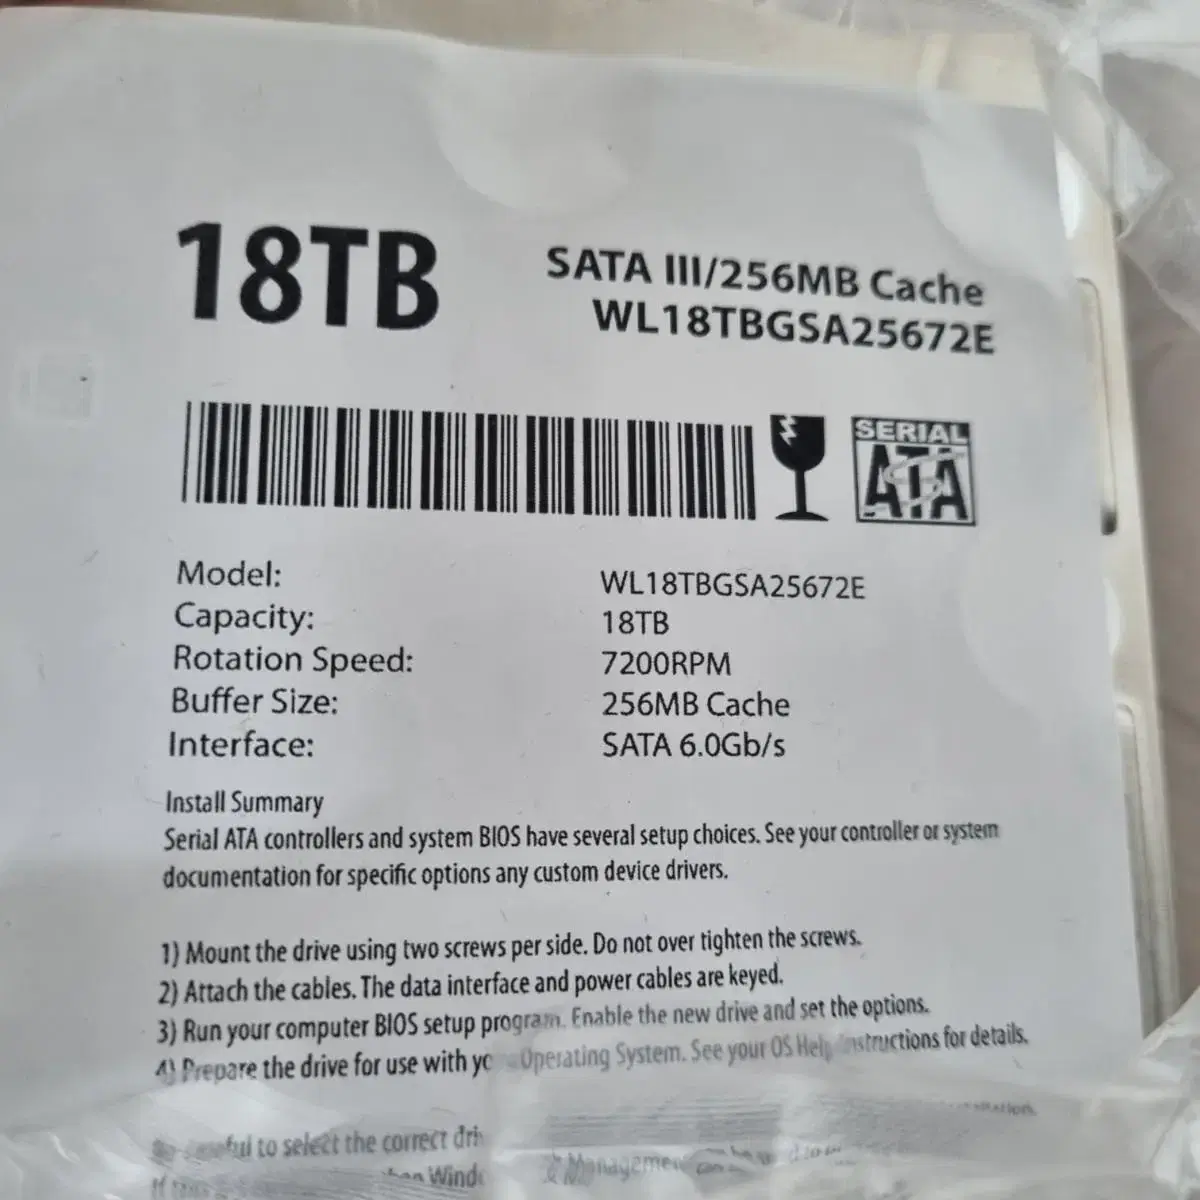 18TB
SATA III/256MB Cache
WL18TBGSA25672E
SERIAL
ATA
Model: WL18TBGSA25672E
Capacity: 18TB
Rotation Speed: 7200RPM
Buffer Size: 256MB Cache
Interface: SATA 6.0Gb/s
Install Summary
Serial ATA controllers and system BIOS have several setup choices. See your controller or system
documentation for specific options any custom device drivers.
1) Mount the drive using two screws per side. Do not over tighten the screws.
2) Attach the cables. The data interface and power cables are keyed.
3) Run your computer BIOS setup program. Enable the new drive and set the options.
4) Prepare the drive for use with Operating System. See your OS Help instructions for details.
to select the correct